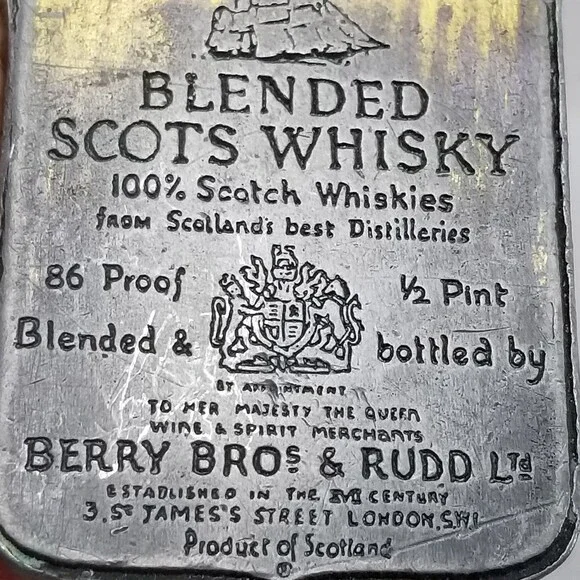 BLENDED
SCOTS WHISKY
100% Scotch Whiskies
FROM Scotland's best Distilleries
86 Proof ½ Pint
Blended & bottled by
BY APPOINTMENT
TO HER MAJESTY THE QUEEN
WINE & SPIRIT MERCHANTS
BERRY BROS & RUDD LTD
ESTABLISHED IN THE XVII CENTURY
3, St JAMES'S STREET LONDON, S.W.1.
Product of Scotland
®